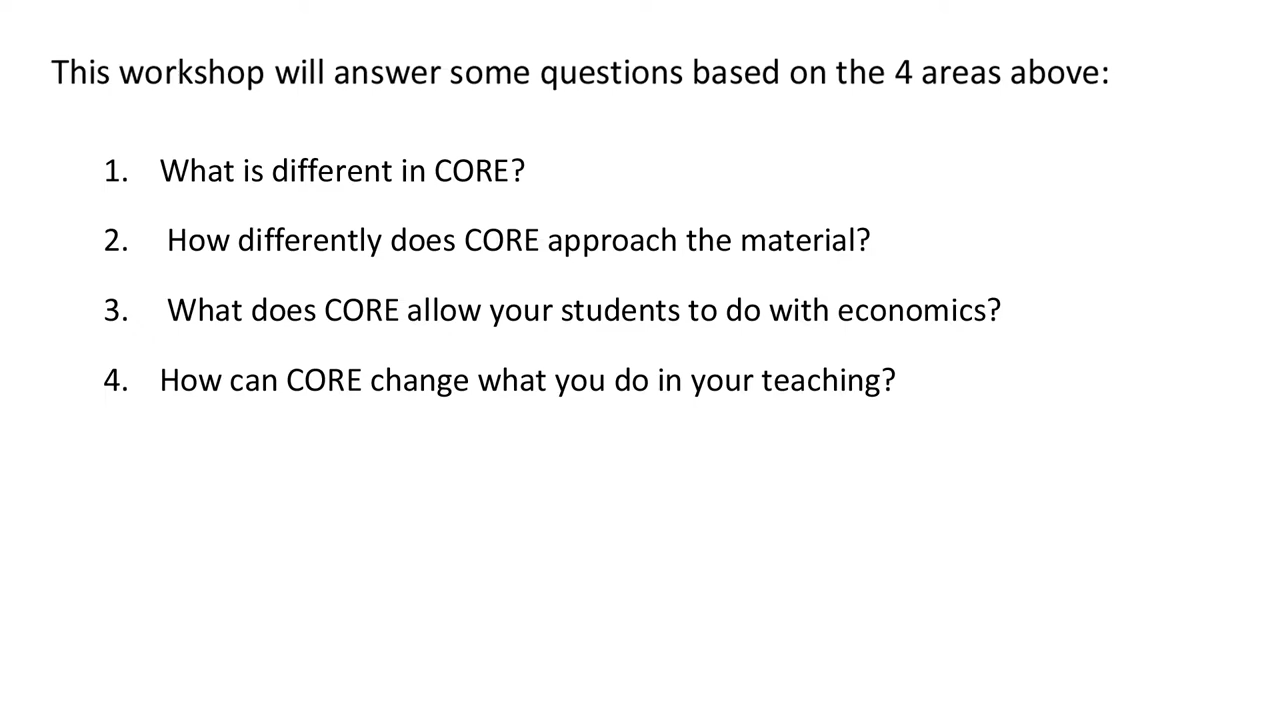 This workshop will answer some questions based on the 4 areas above:
1. What is different in CORE?
2. How differently does CORE approach the material?
3. What does CORE allow your students to do with economics?
4. How can CORE change what you do in your teaching?